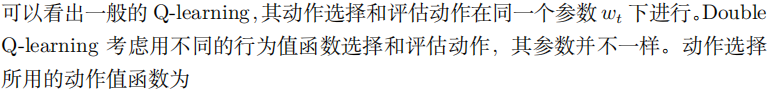 可以看出一般的 Q-learning，其动作选择和评估动作在同一个参数 $w_t$ 下进行。Double
Q-learning 考虑用不同的行为值函数选择和评估动作，其参数并不一样。动作选择
所用的动作值函数为